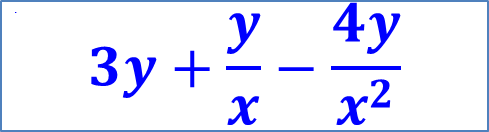 3y + y/x − 4y/x²